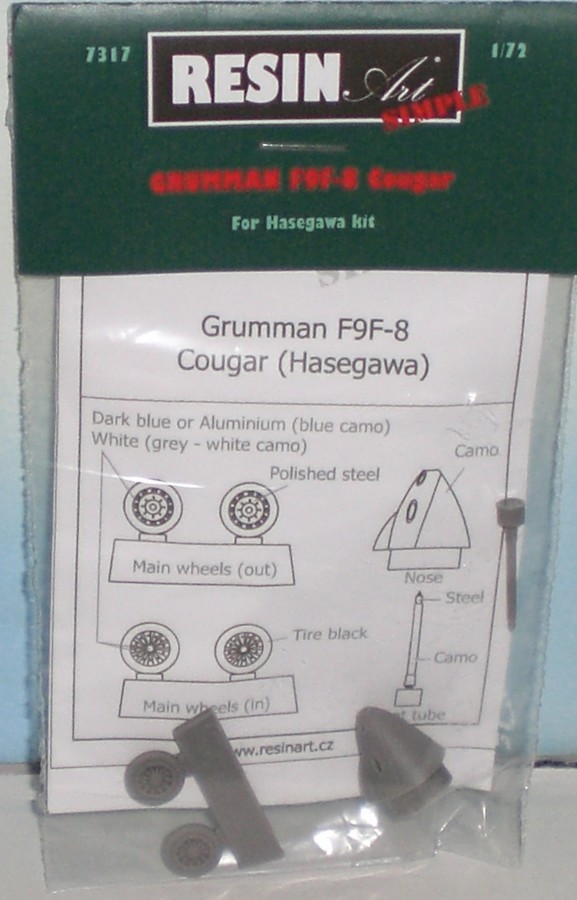 7317
1/72
RESIN Art
SIMPLE
GRUMMAN F9F-8 Cougar
For Hasegawa kit
Grumman F9F-8
Cougar (Hasegawa)
Dark blue or Aluminium (blue camo)
White (grey - white camo)
Camo
Polished steel
Main wheels (out)
Nose
Steel
Tire black
Camo
Main wheels (in)
tube
www.resinart.cz